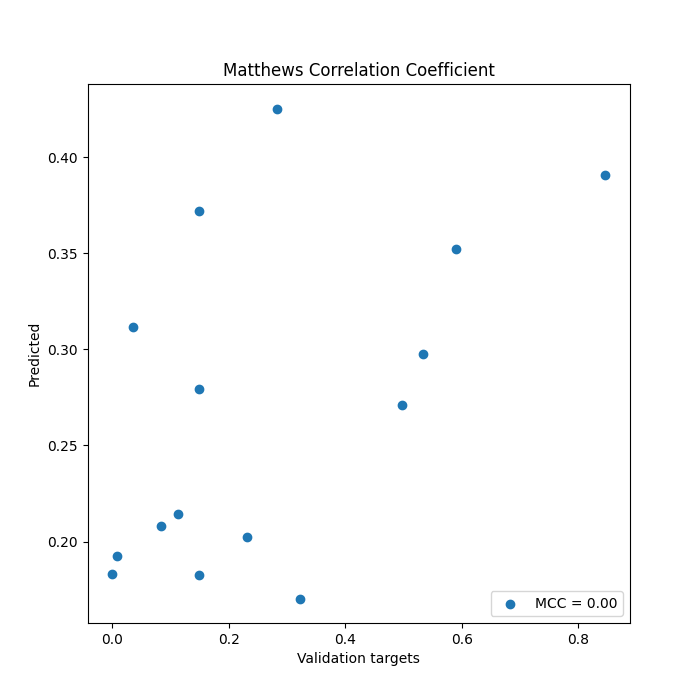 Matthews Correlation Coefficient
0.40
0.35
0.30
0.25
0.20
Predicted
MCC = 0.00
0.0 0.2 0.4 0.6 0.8
Validation targets